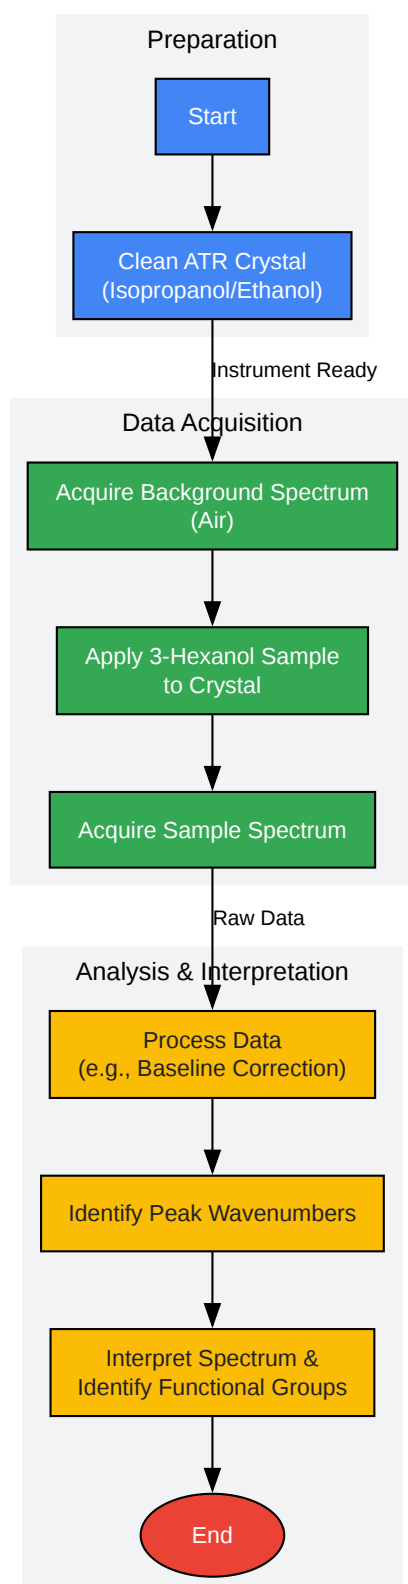 Preparation
Start
Clean ATR Crystal
(Isopropanol/Ethanol)
Instrument Ready
Data Acquisition
Acquire Background Spectrum
(Air)
Apply 3-Hexanol Sample
to Crystal
Acquire Sample Spectrum
Raw Data
Analysis & Interpretation
Process Data
(e.g., Baseline Correction)
Identify Peak Wavenumbers
Interpret Spectrum &
Identify Functional Groups
End